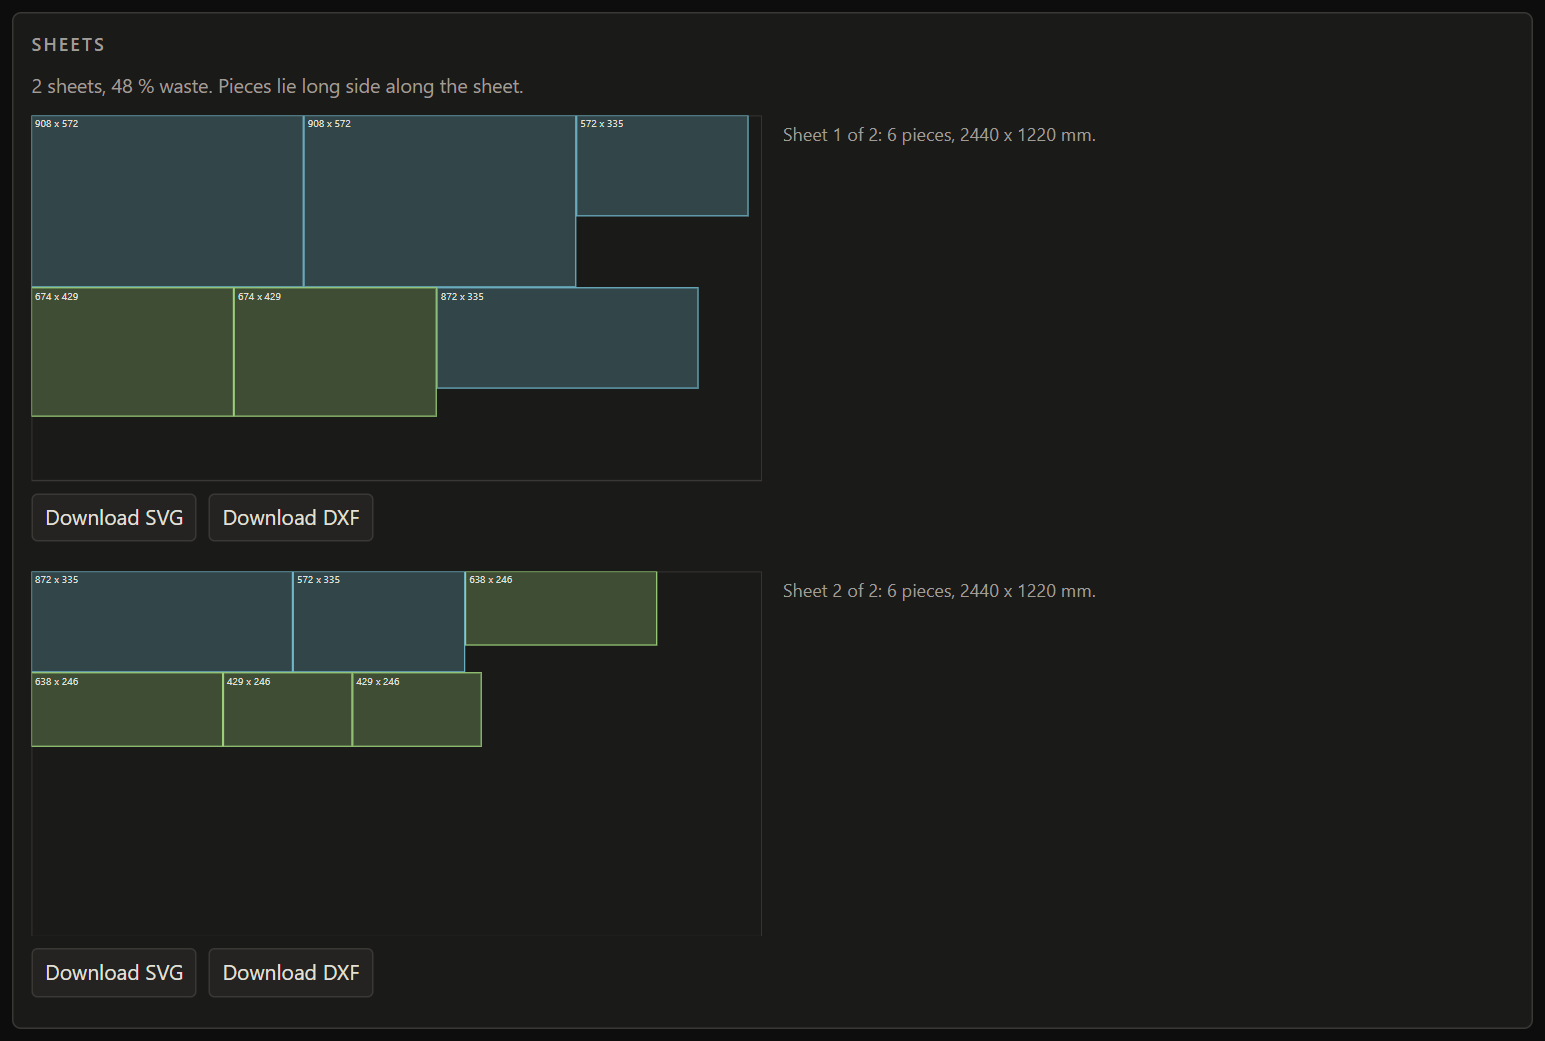 SHEETS
2 sheets, 48 % waste. Pieces lie long side along the sheet.
908 x 572
908 x 572
572 x 335
Sheet 1 of 2: 6 pieces, 2440 x 1220 mm.
674 x 429
674 x 429
872 x 335
Download SVG
Download DXF
872 x 335
572 x 335
638 x 246
Sheet 2 of 2: 6 pieces, 2440 x 1220 mm.
638 x 246
429 x 246
429 x 246
Download SVG
Download DXF